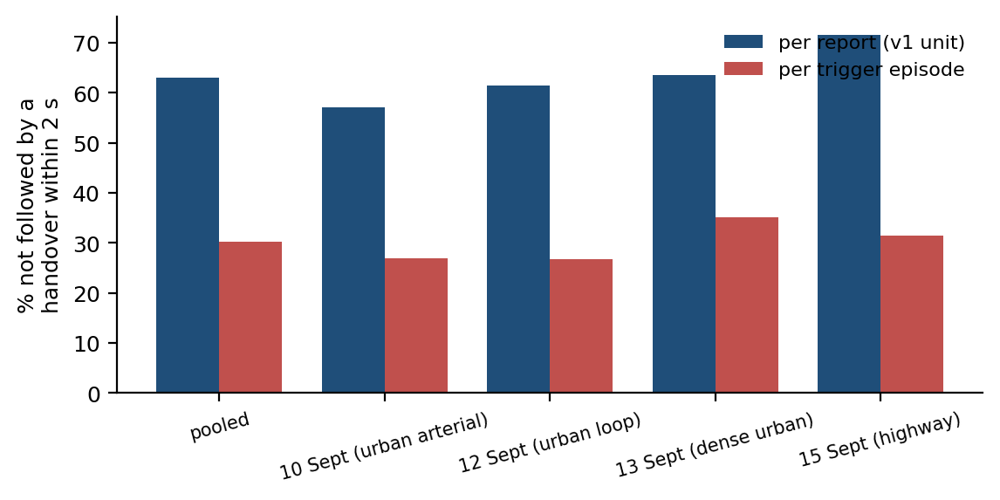 % not followed by a
handover within 2 s
70
60
50
40
30
20
10
0
per report (v1 unit)
per trigger episode
pooled
10 Sept (urban arterial)
12 Sept (urban loop)
13 Sept (dense urban)
15 Sept (highway)